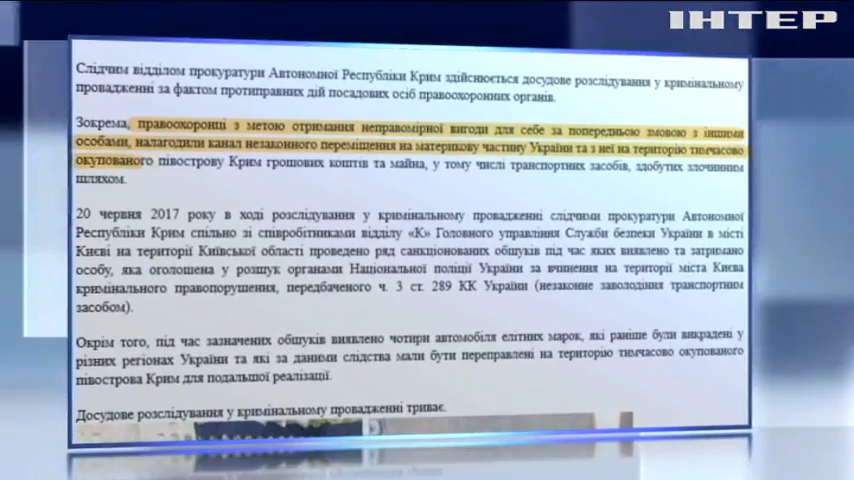 ІНТЕР
Слідчим відділом прокуратури Автономної Республіки Крим здійснюється досудове розслідування у кримінальному
провадженні за фактом протиправних дій посадових осіб правоохоронних органів.
Зокрема, правоохоронці з метою отримання неправомірної вигоди для себе за попередньою змовою з іншими
особами, налагодили канал незаконного переміщення на материкову частину України та з неї на територію тимчасово
окупованого півострову Крим грошових коштів та майна, у тому числі транспортних засобів, здобутих злочинним
шляхом.
20 червня 2017 року в ході розслідування у кримінальному провадженні слідчими прокуратури Автономної
Республіки Крим спільно зі співробітниками відділу «К» Головного управління Служби безпеки України в місті
Києві на території Київської області проведено ряд санкціонованих обшуків під час яких виявлено та затримано
особу, яка оголошена у розшук органами Національної поліції України за вчинення на території міста Києва
кримінального правопорушення, передбаченого ч. 3 ст. 289 КК України (незаконне заволодіння транспортним
засобом).
Окрім того, під час зазначених обшуків виявлено чотири автомобіля елітних марок, які раніше були викрадені у
різних регіонах України та які за даними слідства мали бути переправлені на територію тимчасово окупованого
півострова Крим для подальшої реалізації.
Досудове розслідування у кримінальному провадженні триває.